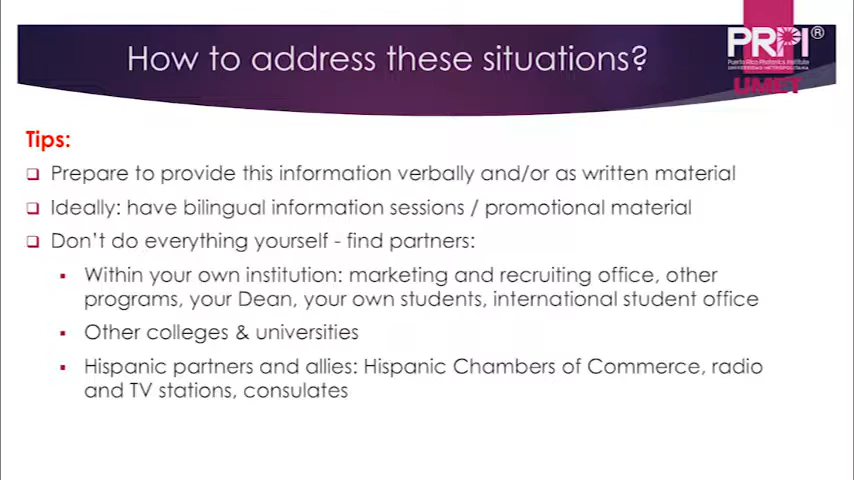 How to address these situations?
PRPI®
Puerto Rico Photonics Institute
UNIVERSIDAD METROPOLITANA
UMET
Tips:
Prepare to provide this information verbally and/or as written material
Ideally: have bilingual information sessions / promotional material
Don't do everything yourself - find partners:
Within your own institution: marketing and recruiting office, other
programs, your Dean, your own students, international student office
Other colleges & universities
Hispanic partners and allies: Hispanic Chambers of Commerce, radio
and TV stations, consulates